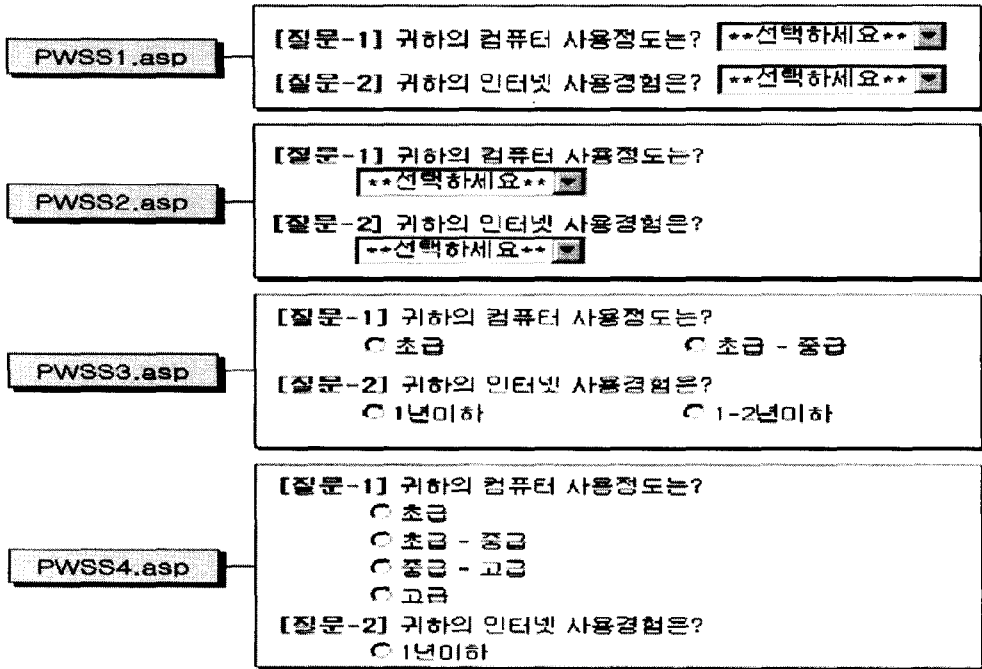 PWSS1.asp
[질문-1] 귀하의 컴퓨터 사용정도는? **선택하세요**
[질문-2] 귀하의 인터넷 사용경험은? **선택하세요**
PWSS2.asp
[질문-1] 귀하의 컴퓨터 사용정도는?
**선택하세요**
[질문-2] 귀하의 인터넷 사용경험은?
**선택하세요**
PWSS3.asp
[질문-1] 귀하의 컴퓨터 사용정도는?
초급 초급 - 중급
[질문-2] 귀하의 인터넷 사용경험은?
1년이하 1-2년이하
PWSS4.asp
[질문-1] 귀하의 컴퓨터 사용정도는?
초급
초급 - 중급
중급 - 고급
고급
[질문-2] 귀하의 인터넷 사용경험은?
1년이하